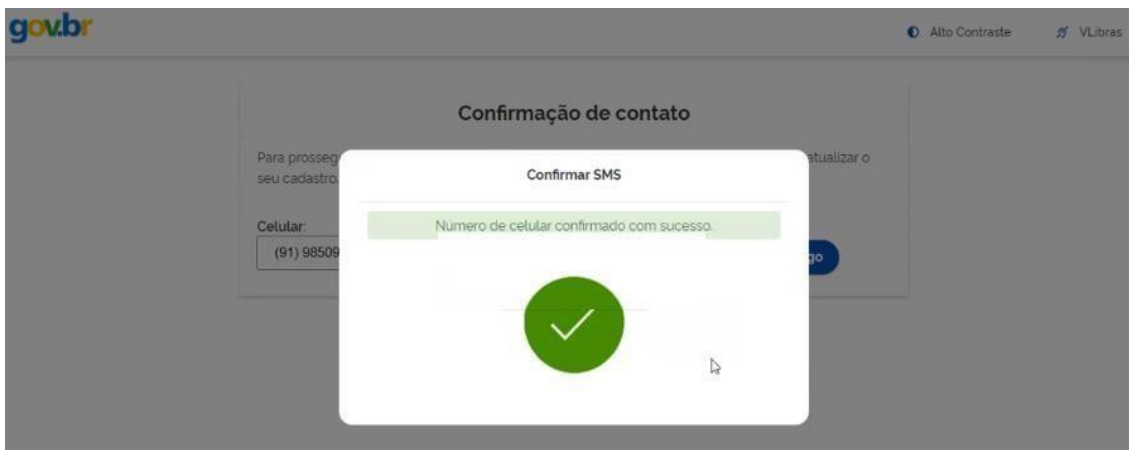 gov.br
Alto Contraste
VLibras
Confirmação de contato
Para prosseg
atualizar o
seu cadastro.
Confirmar SMS
Número de celular confirmado com sucesso.
Celular:
(91) 98509
go